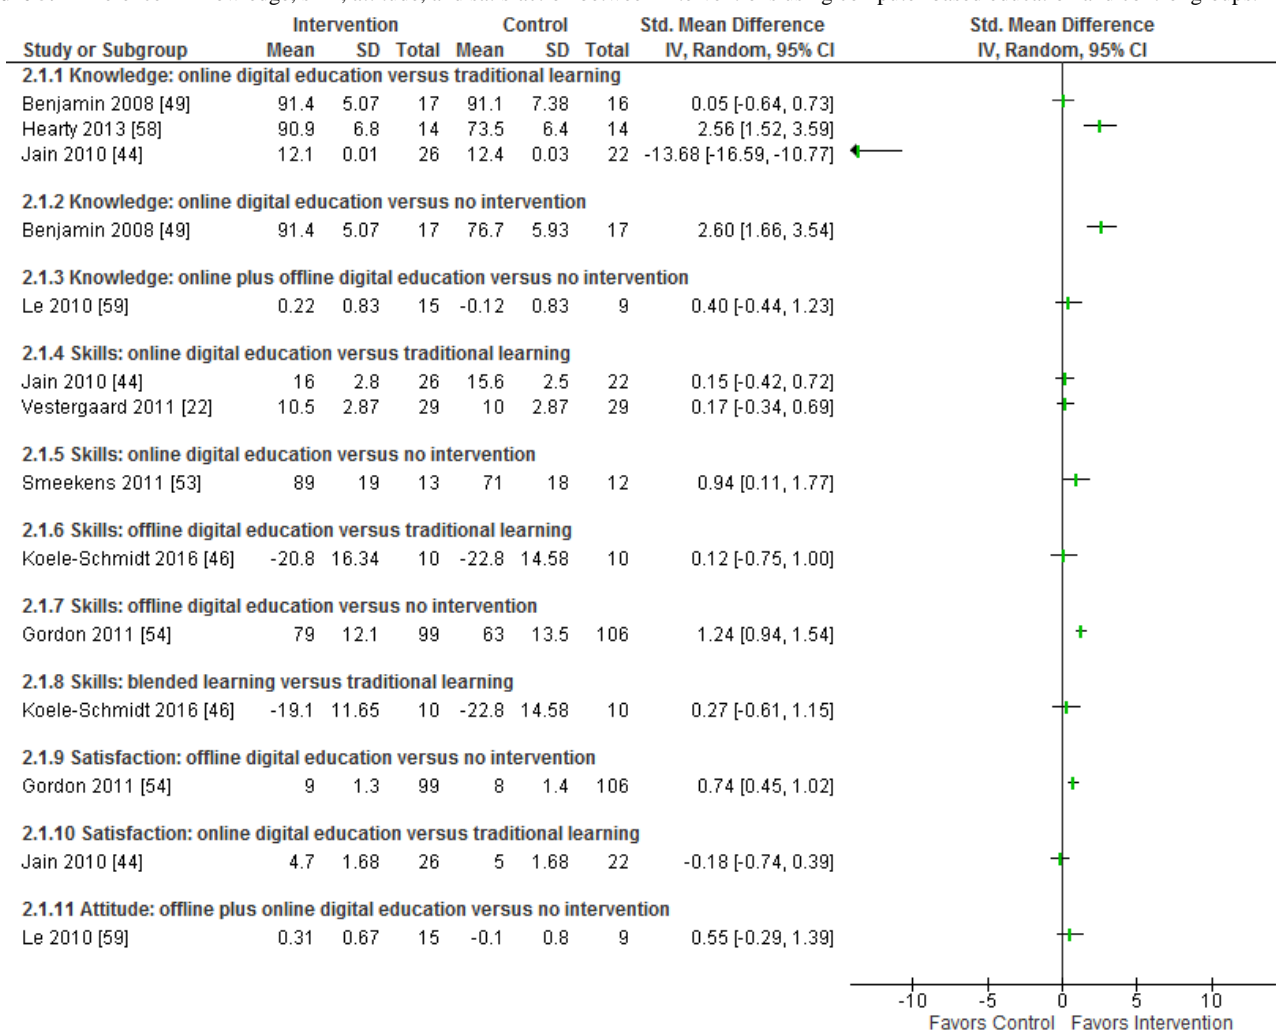 knowledge, attitude, and satisfaction between interventions using computer-based education and control groups.
Intervention Control Std. Mean Difference Std. Mean Difference
Study or Subgroup Mean SD Total Mean SD Total IV, Random, 95% CI IV, Random, 95% CI
2.1.1 Knowledge: online digital education versus traditional learning
Benjamin 2008 [49] 91.4 5.07 17 91.1 7.38 16 0.05 [-0.64, 0.73]
Hearty 2013 [58] 90.9 6.8 14 73.5 6.4 14 2.56 [1.52, 3.59]
Jain 2010 [44] 12.1 0.01 26 12.4 0.03 22 -13.68 [-16.59, -10.77]
2.1.2 Knowledge: online digital education versus no intervention
Benjamin 2008 [49] 91.4 5.07 17 76.7 5.93 17 2.60 [1.66, 3.54]
2.1.3 Knowledge: online plus offline digital education versus no intervention
Le 2010 [59] 0.22 0.83 15 -0.12 0.83 9 0.40 [-0.44, 1.23]
2.1.4 Skills: online digital education versus traditional learning
Jain 2010 [44] 16 2.8 26 15.6 2.5 22 0.15 [-0.42, 0.72]
Vestergaard 2011 [22] 10.5 2.87 29 10 2.87 29 0.17 [-0.34, 0.69]
2.1.5 Skills: online digital education versus no intervention
Smeekens 2011 [53] 89 19 13 71 18 12 0.94 [0.11, 1.77]
2.1.6 Skills: offline digital education versus traditional learning
Koele-Schmidt 2016 [46] -20.8 16.34 10 -22.8 14.58 10 0.12 [-0.75, 1.00]
2.1.7 Skills: offline digital education versus no intervention
Gordon 2011 [54] 79 12.1 99 63 13.5 106 1.24 [0.94, 1.54]
2.1.8 Skills: blended learning versus traditional learning
Koele-Schmidt 2016 [46] -19.1 11.65 10 -22.8 14.58 10 0.27 [-0.61, 1.15]
2.1.9 Satisfaction: offline digital education versus no intervention
Gordon 2011 [54] 9 1.3 99 8 1.4 106 0.74 [0.45, 1.02]
2.1.10 Satisfaction: online digital education versus traditional learning
Jain 2010 [44] 4.7 1.68 26 5 1.68 22 -0.18 [-0.74, 0.39]
2.1.11 Attitude: offline plus online digital education versus no intervention
Le 2010 [59] 0.31 0.67 15 -0.1 0.8 9 0.55 [-0.29, 1.39]
-10 -5 0 5 10
Favors Control Favors Intervention